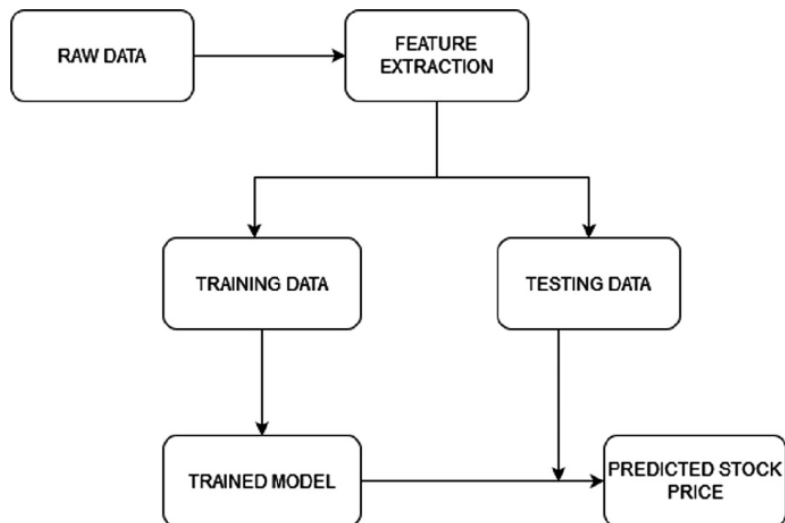 RAW DATA
FEATURE
EXTRACTION
TRAINING DATA
TESTING DATA
TRAINED MODEL
PREDICTED STOCK
PRICE